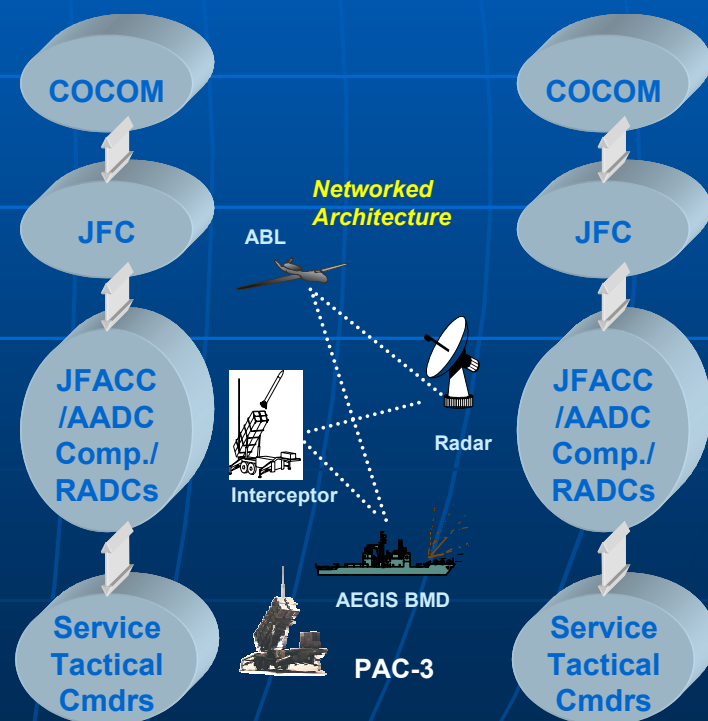 COCOM
JFC
JFACC
/AADC
Comp./
RADCs
Service
Tactical
Cmdrs
Networked
Architecture
ABL
Radar
Interceptor
AEGIS BMD
PAC-3
COCOM
JFC
JFACC
/AADC
Comp./
RADCs
Service
Tactical
Cmdrs